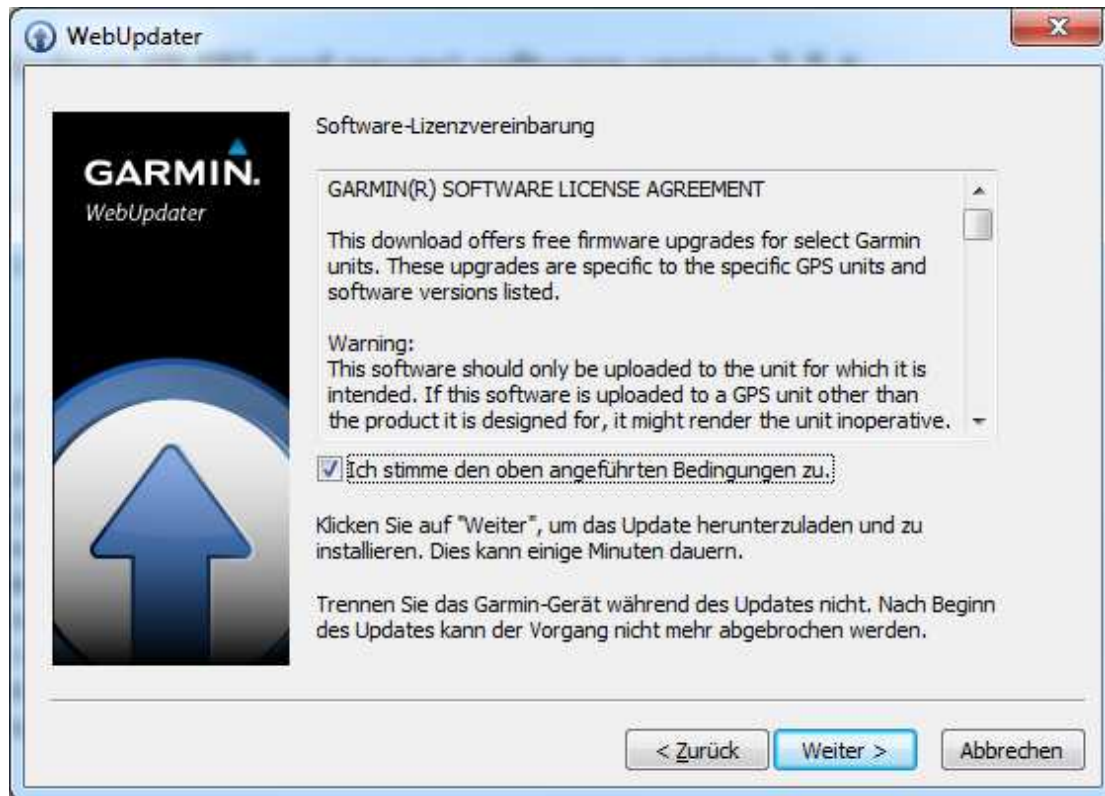 WebUpdater
GARMIN.
WebUpdater
Software-Lizenzvereinbarung
GARMIN(R) SOFTWARE LICENSE AGREEMENT
This download offers free firmware upgrades for select Garmin
units. These upgrades are specific to the specific GPS units and
software versions listed.
Warning:
This software should only be uploaded to the unit for which it is
intended. If this software is uploaded to a GPS unit other than
the product it is designed for, it might render the unit inoperative.
Ich stimme den oben angeführten Bedingungen zu.
Klicken Sie auf "Weiter", um das Update herunterzuladen und zu
installieren. Dies kann einige Minuten dauern.
Trennen Sie das Garmin-Gerät während des Updates nicht. Nach Beginn
des Updates kann der Vorgang nicht mehr abgebrochen werden.
< Zurück
Weiter >
Abbrechen